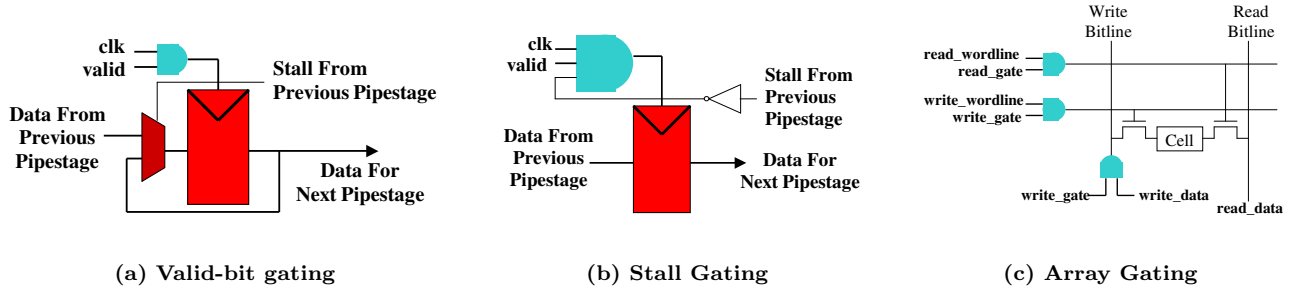 clk
valid
Stall From
Previous Pipestage
Data From
Previous
Pipestage
Data For
Next Pipestage
(a) Valid-bit gating
clk
valid
Stall From
Previous
Pipestage
Data From
Previous
Pipestage
Data For
Next Pipestage
(b) Stall Gating
Write
Bitline
Read
Bitline
read_wordline
read_gate
write_wordline
write_gate
Cell
write_gate
write_data
read_data
(c) Array Gating